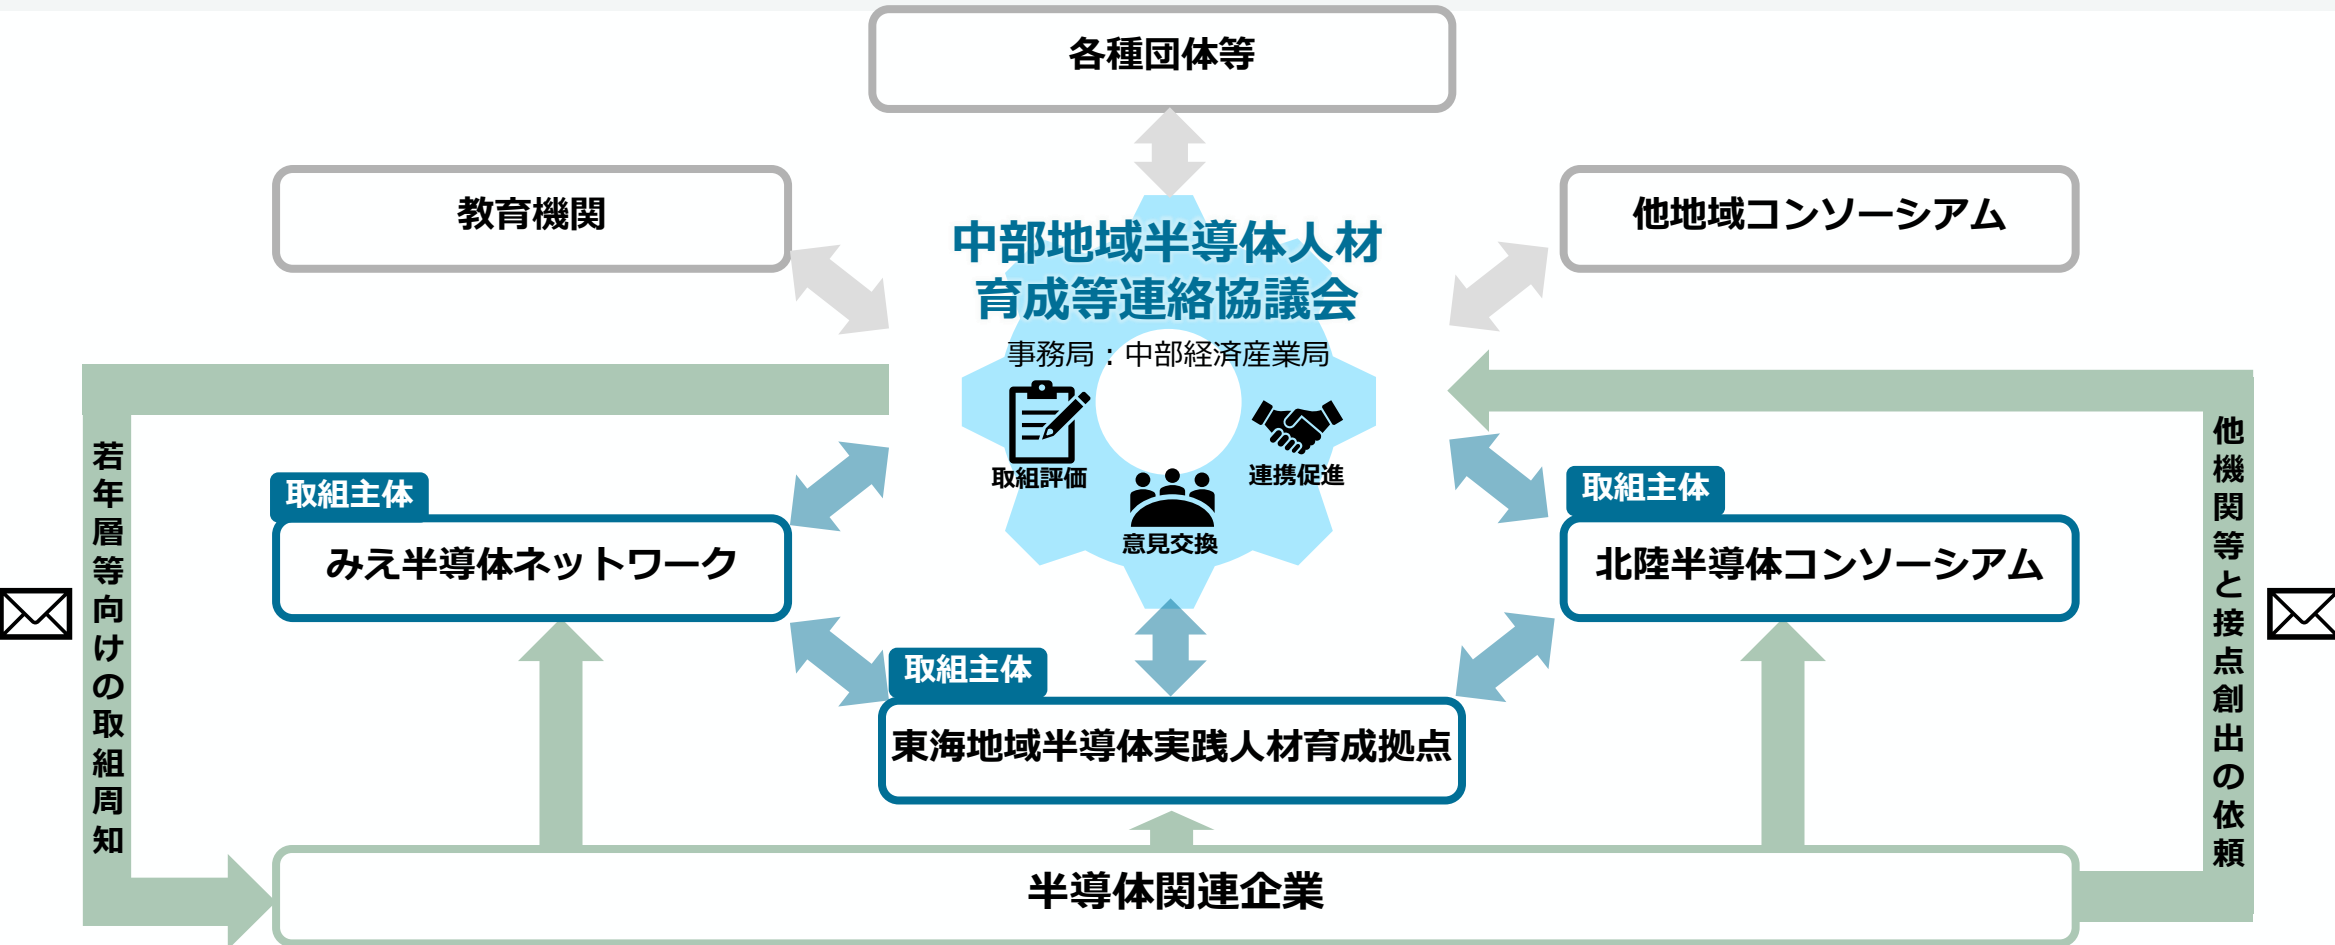 各種団体等
教育機関
他地域コンソーシアム
中部地域半導体人材
育成等連絡協議会
事務局：中部経済産業局
取組評価
連携促進
意見交換
若年層等向けの取組周知
他機関等と接点創出の依頼
取組主体
みえ半導体ネットワーク
取組主体
北陸半導体コンソーシアム
取組主体
東海地域半導体実践人材育成拠点
半導体関連企業